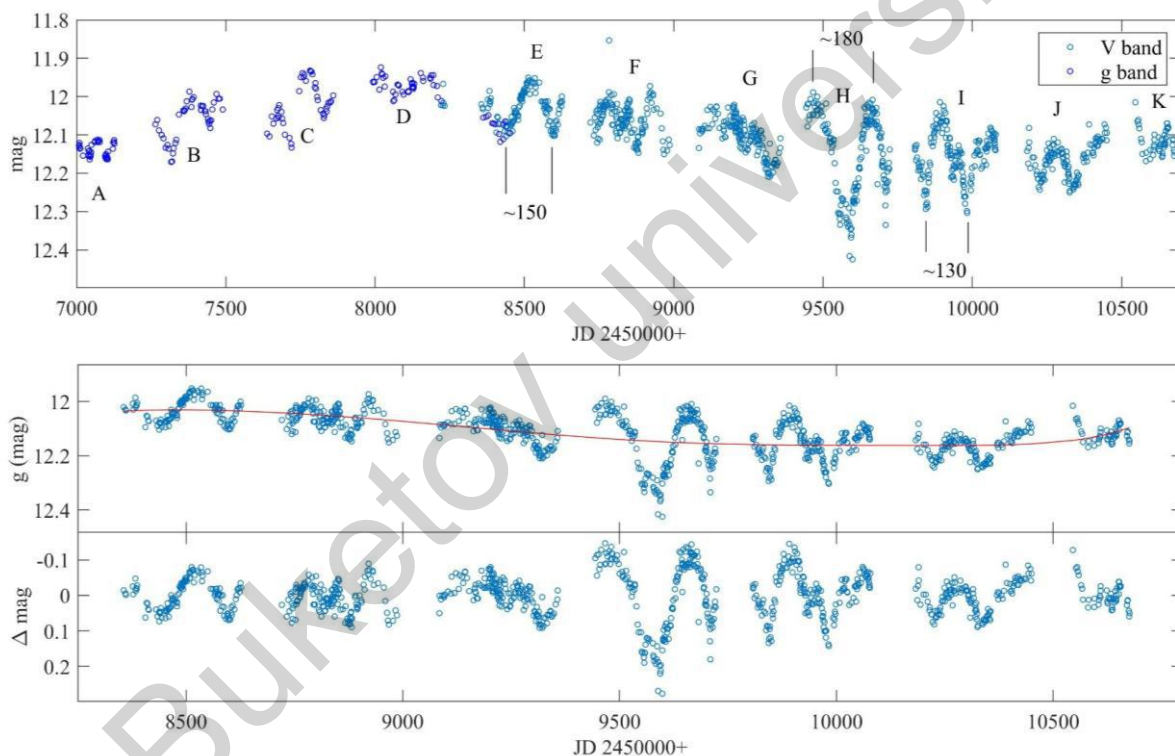 11.8
11.9
12
12.1
12.2
12.3
12.4
mag
A
B
C
D
E
F
G
H
I
J
K
~150
~180
~130
V band
g band
7000 7500 8000 8500 9000 9500 10000 10500
JD 2450000+
12
12.2
12.4
g (mag)
-0.1
0
0.1
0.2
Δ mag
8500 9000 9500 10000 10500
JD 2450000+
Buketov universi